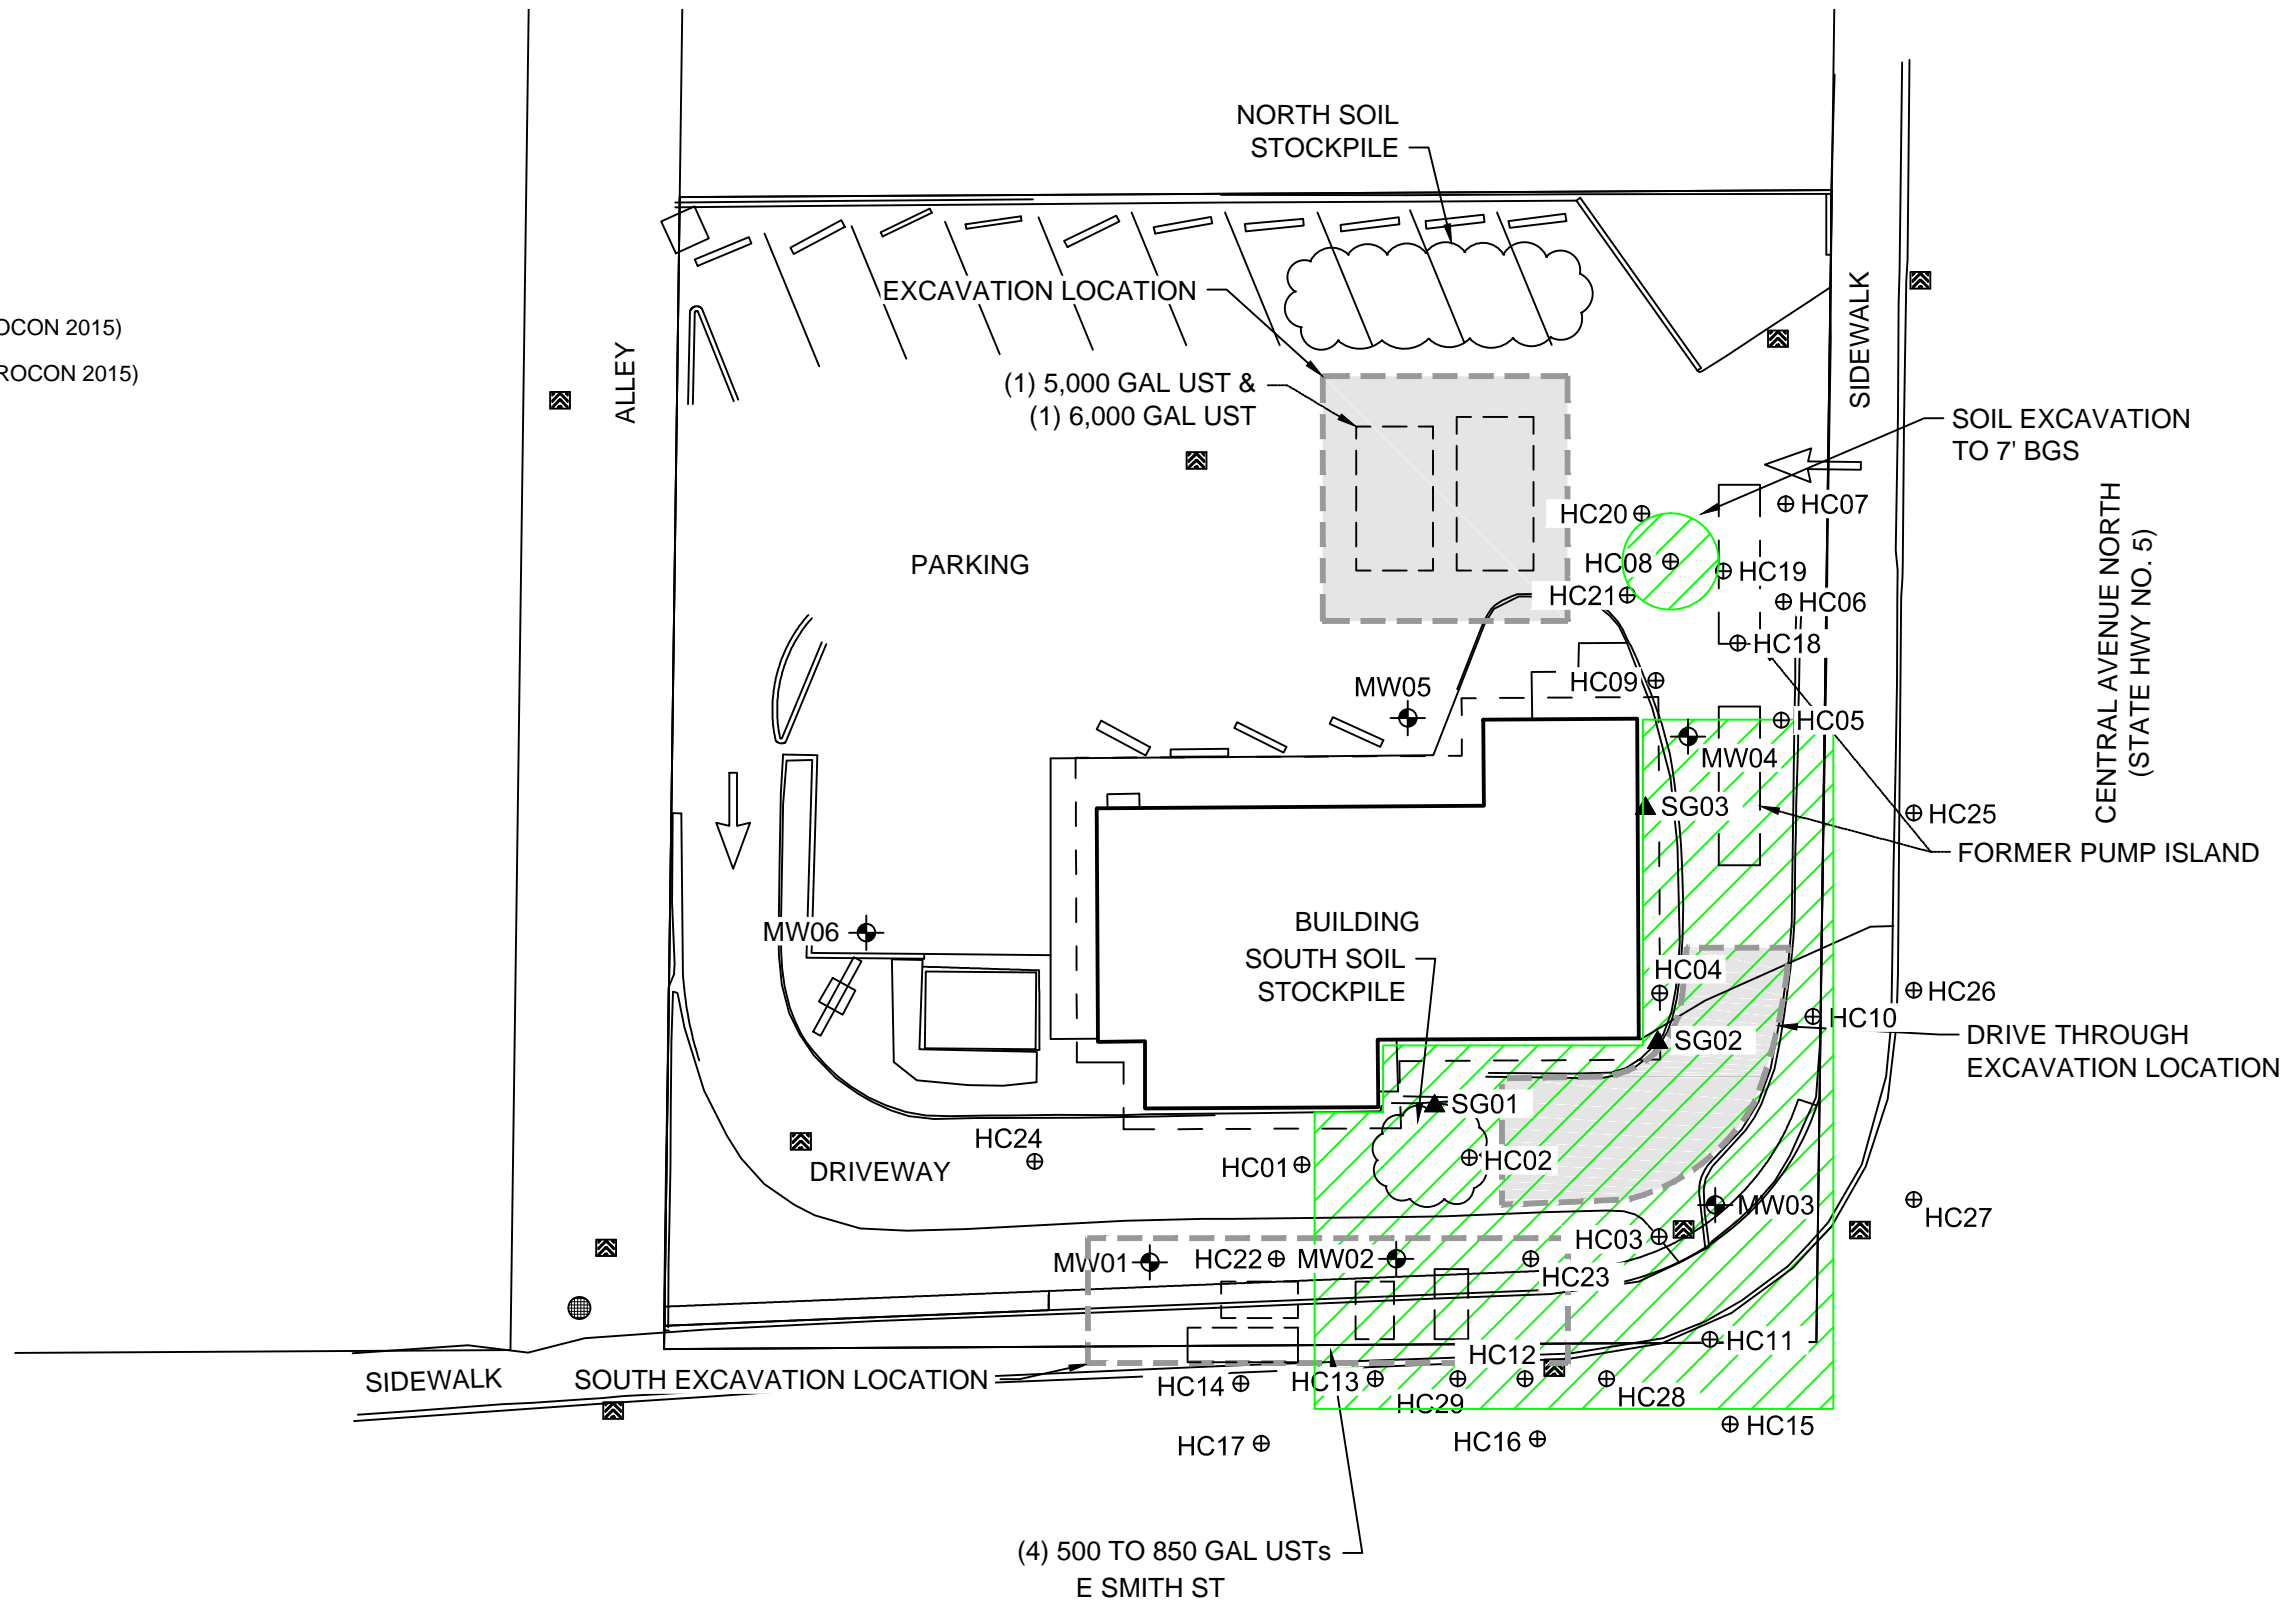 NORTH SOIL
STOCKPILE
EXCAVATION LOCATION
OCON 2015)
ROCON 2015)
ALLEY
SIDEWALK
(1) 5,000 GAL UST &
(1) 6,000 GAL UST
SOIL EXCAVATION
TO 7' BGS
CENTRAL AVENUE NORTH
(STATE HWY NO. 5)
HC07
HC20
PARKING
HC08
HC19
HC21
HC06
HC18
HC09
MW05
HC05
MW04
SG03
HC25
FORMER PUMP ISLAND
BUILDING
MW06
SOUTH SOIL
STOCKPILE
HC04
HC26
HC10
DRIVE THROUGH
EXCAVATION LOCATION
SG02
SG01
HC24
HC01
HC02
DRIVEWAY
MW03
HC27
HC03
MW01
HC22
MW02
HC23
HC11
HC12
SIDEWALK
SOUTH EXCAVATION LOCATION
HC14
HC13
HC29
HC28
HC15
HC17
HC16
(4) 500 TO 850 GAL USTs
E SMITH ST